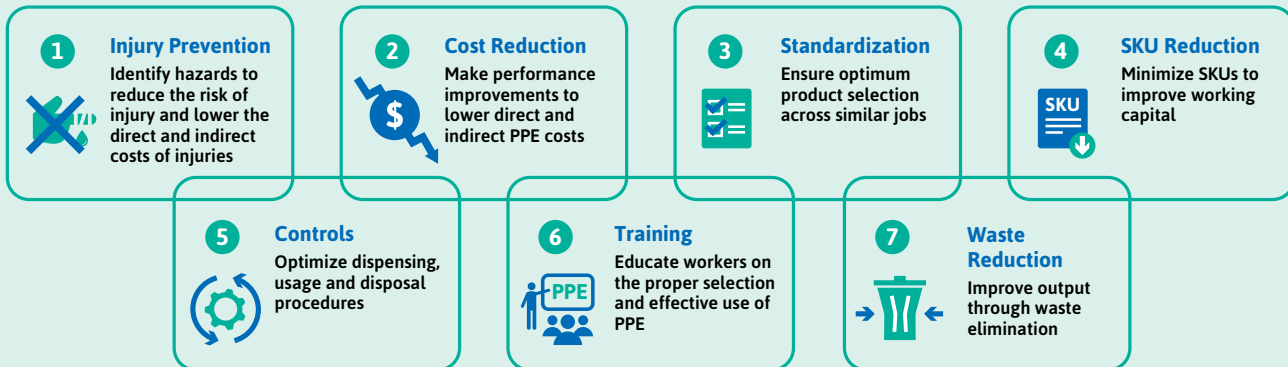 1
Injury Prevention
Identify hazards to
reduce the risk of
injury and lower the
direct and indirect
costs of injuries
2
Cost Reduction
Make performance
improvements to
lower direct and
indirect PPE costs
$
3
Standardization
Ensure optimum
product selection
across similar jobs
4
SKU Reduction
Minimize SKUs to
improve working
capital
SKU
5
Controls
Optimize dispensing,
usage and disposal
procedures
6
Training
Educate workers on
the proper selection
and effective use of
PPE
PPE
7
Waste
Reduction
Improve output
through waste
elimination